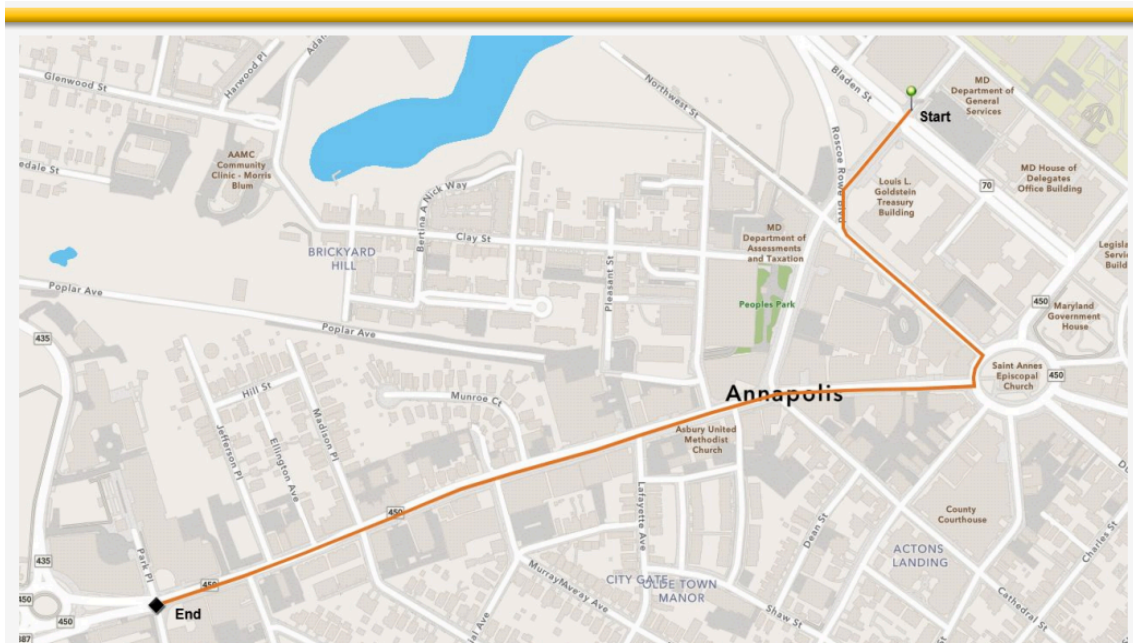 Glenwood St
Harwood Pl
Bladen St
Start
MD
Department of
General
Services
Northwest St
AAMC
Community
Clinic - Morris
Blum
Roscoe Rowe Blvd
MD House of
Delegates
Office Building
70
Louis L.
Goldstein
Treasury
Building
Bertina A Nick Way
Clay St
MD
Department of
Assessments
and Taxation
BRICKYARD
HILL
Pleasant St
Poplar Ave
Peoples Park
450
Maryland
Government
House
Poplar Ave
435
Saint Annes
Episcopal
Church
450
Hill St
Munroe Ct
Annapolis
Madison Pl
Jefferson Pl
Ellington Ave
Asbury United
Methodist
Church
450
Lafayette Ave
County
Courthouse
Dean St
Charles St
ACTONS
LANDING
Park Pl
435
450
CITY GATE
OLDE TOWN
MANOR
Murray Ave
Shaw St
Cathedral St
450
End
450
387